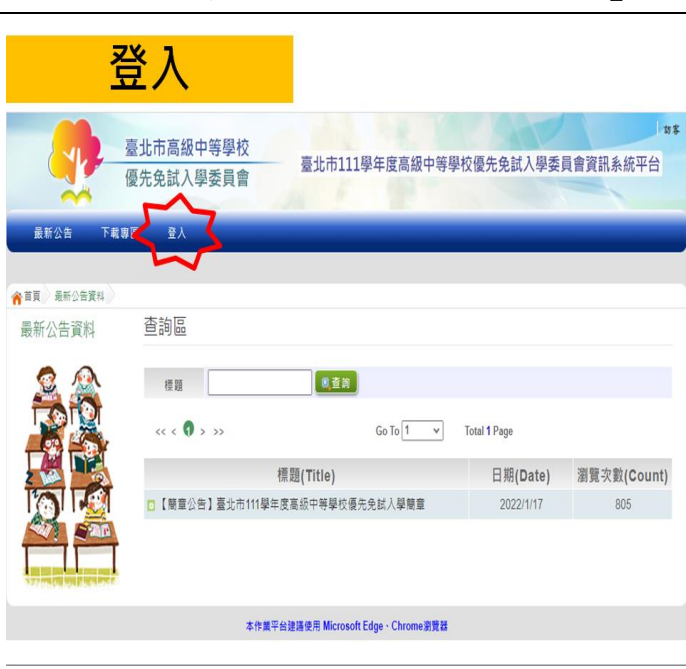 登入
訪客
臺北市高級中等學校
優先免試入學委員會
臺北市111學年度高級中等學校優先免試入學委員會資訊系統平台
最新公告 下載專區 登入
首頁 最新公告資料
最新公告資料 查詢區
標題 查詢
<< < 1 > >> Go To 1 Total 1 Page
標題(Title) 日期(Date) 瀏覽次數(Count)
【簡章公告】臺北市111學年度高級中等學校優先免試入學簡章 2022/1/17 805
本作業平台建議使用 Microsoft Edge、Chrome瀏覽器